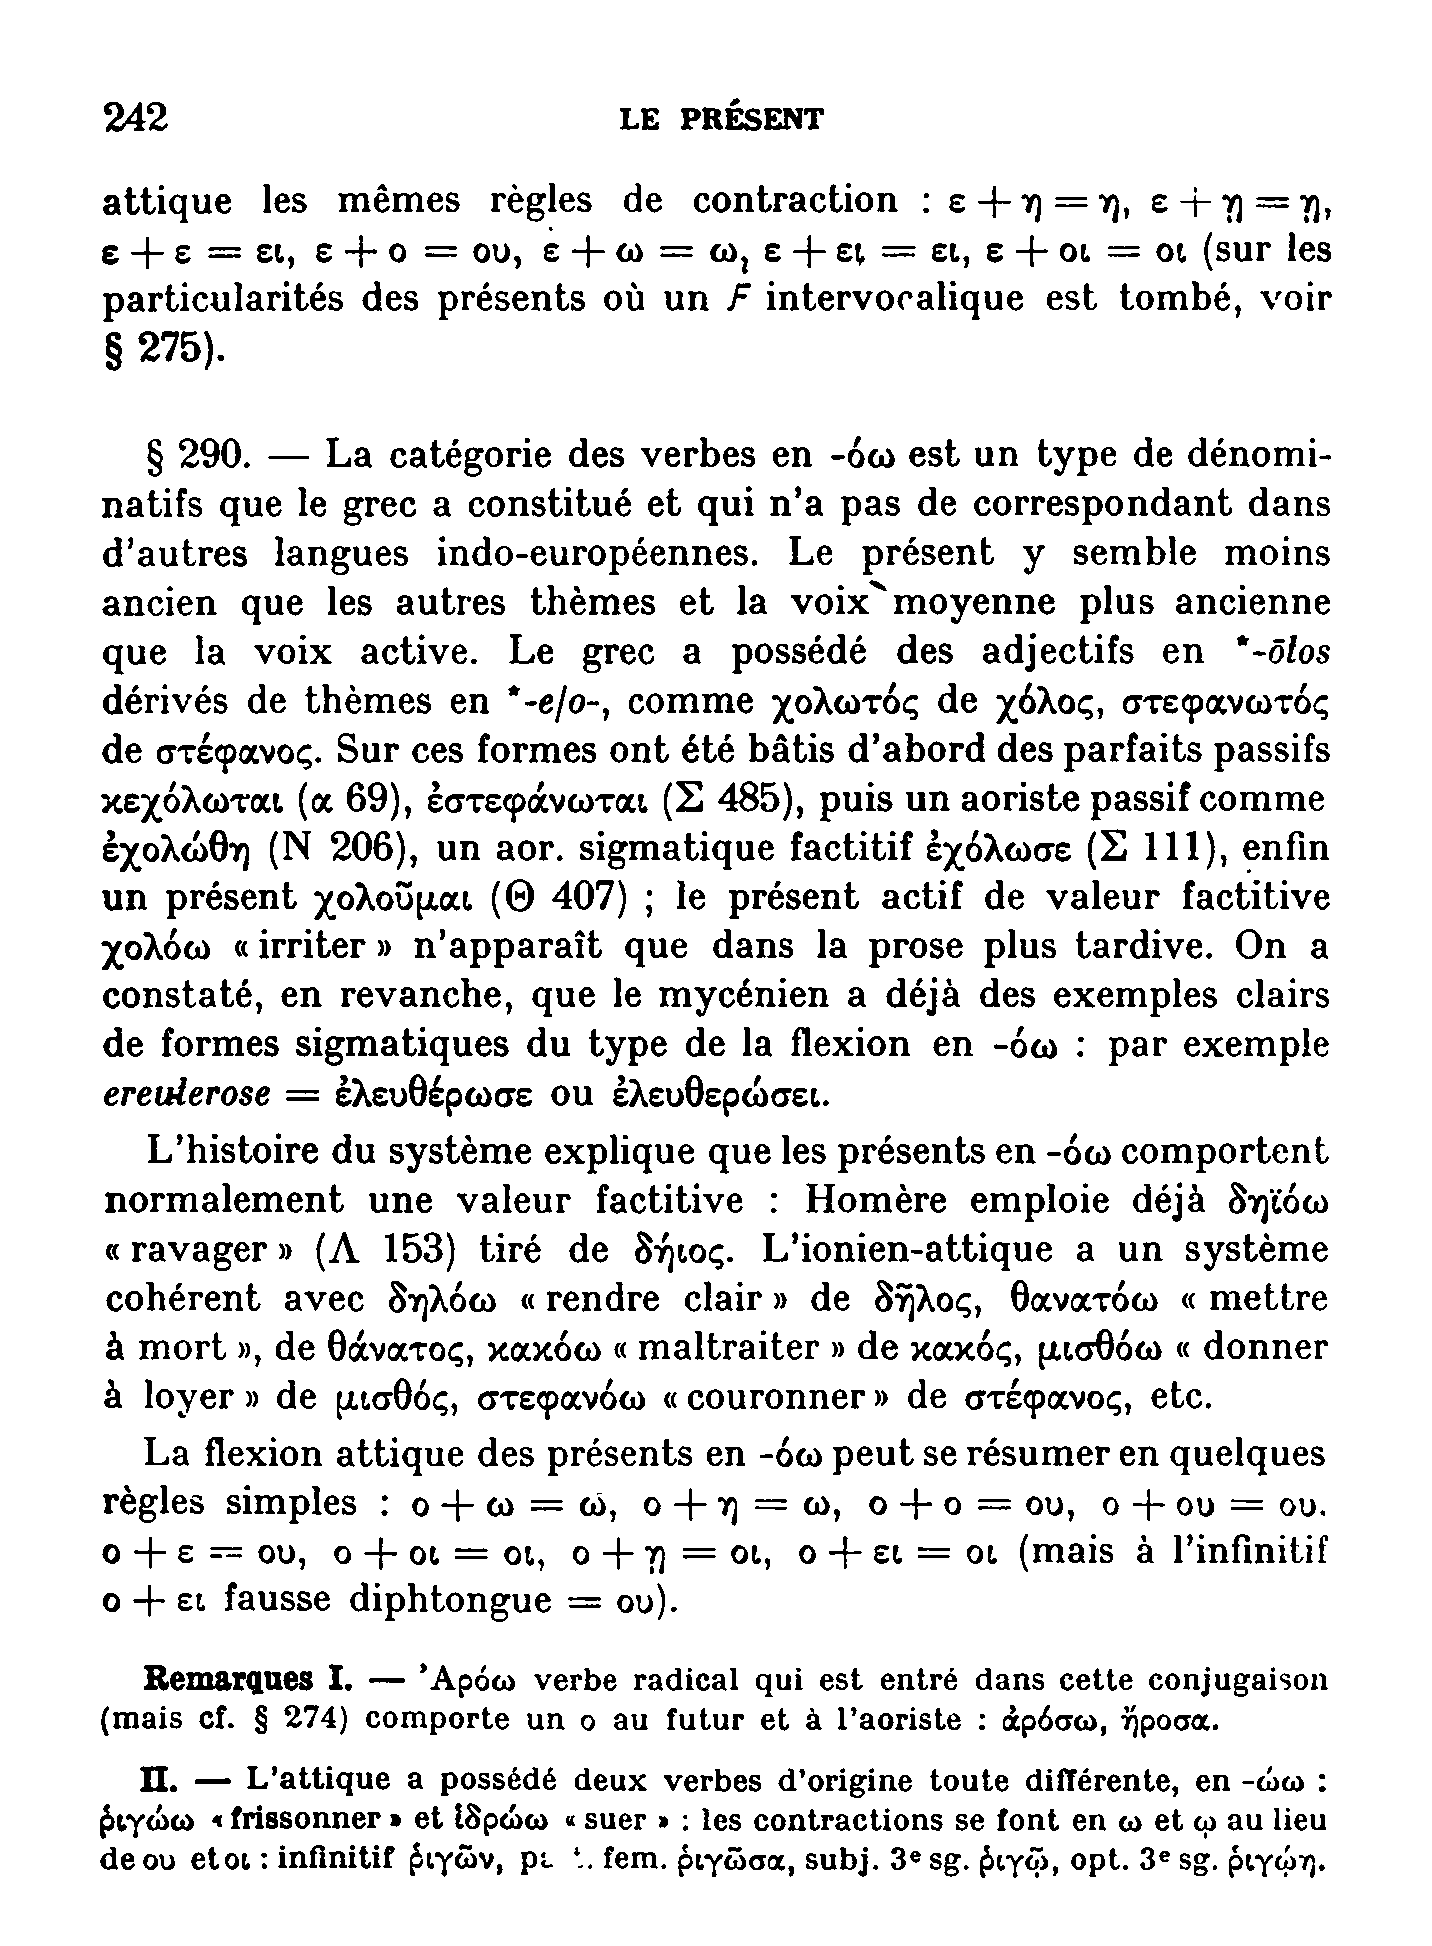 242 LE PRÉSENT
attique les mêmes règles de contraction : ε + η = η, ε + ῃ = ῃ,
ε + ε = ει, ε + ο = ου, ε + ω = ω, ε + ει = ει, ε + οι = οι (sur les
particularités des présents où un F intervocalique est tombé, voir
§ 275).
§ 290. — La catégorie des verbes en -όω est un type de dénomi-
natifs que le grec a constitué et qui n'a pas de correspondant dans
d'autres langues indo-européennes. Le présent y semble moins
ancien que les autres thèmes et la voix moyenne plus ancienne
que la voix active. Le grec a possédé des adjectifs en *-ōtos
dérivés de thèmes en *-e/o-, comme χολωτός de χόλος, στεφανωτός
de στέφανος. Sur ces formes ont été bâtis d'abord des parfaits passifs
κεχόλωται (α 69), ἐστεφάνωται (Σ 485), puis un aoriste passif comme
ἐχολώθη (Ν 206), un aor. sigmatique factitif ἐχόλωσε (Σ 111), enfin
un présent χολοῦμαι (Θ 407) ; le présent actif de valeur factitive
χολόω « irriter » n'apparaît que dans la prose plus tardive. On a
constaté, en revanche, que le mycénien a déjà des exemples clairs
de formes sigmatiques du type de la flexion en -όω : par exemple
ereuterose = ἐλευθέρωσε ou ἐλευθερώσει.
L'histoire du système explique que les présents en -όω comportent
normalement une valeur factitive : Homère emploie déjà δηϊόω
« ravager » (Λ 153) tiré de δήιος. L'ionien-attique a un système
cohérent avec δηλόω « rendre clair » de δῆλος, θανατόω « mettre
à mort », de θάνατος, κακόω « maltraiter » de κακός, μισθόω « donner
à loyer » de μισθός, στεφανόω « couronner » de στέφανος, etc.
La flexion attique des présents en -όω peut se résumer en quelques
règles simples : ο + ω = ω, ο + η = ω, ο + ο = ου, ο + ου = ου.
ο + ε = ου, ο + οι = οι, ο + ῃ = οι, ο + ει = οι (mais à l'infinitif
ο + ει fausse diphtongue = ου).
Remarques I. — Ἀρόω verbe radical qui est entré dans cette conjugaison
(mais cf. § 274) comporte un ο au futur et à l'aoriste : ἀρόσω, ἤροσα.
II. — L'attique a possédé deux verbes d'origine toute différente, en -ώω :
ῥιγώω « frissonner » et ἱδρώω « suer » : les contractions se font en ω et ῳ au lieu
de ου et οι : infinitif ῥιγῶν, fem. ῥιγῶσα, subj. 3e sg. ῥιγῷ, opt. 3e sg. ῥιγῴη.